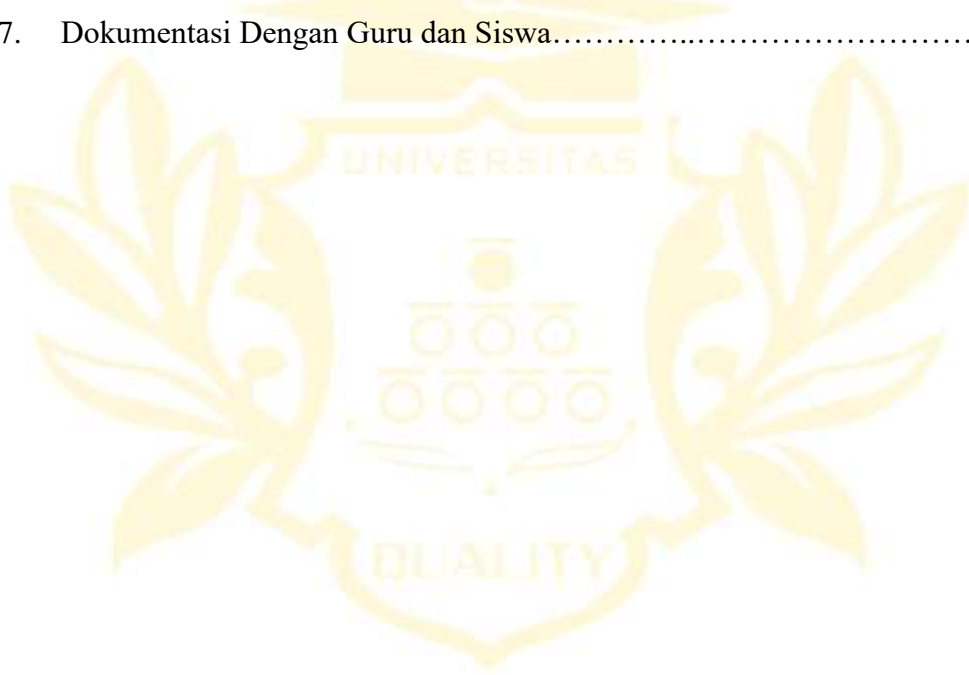 7. Dokumentasi Dengan Guru dan Siswa…………..…………………………
UNIVERSITAS
QUALITY